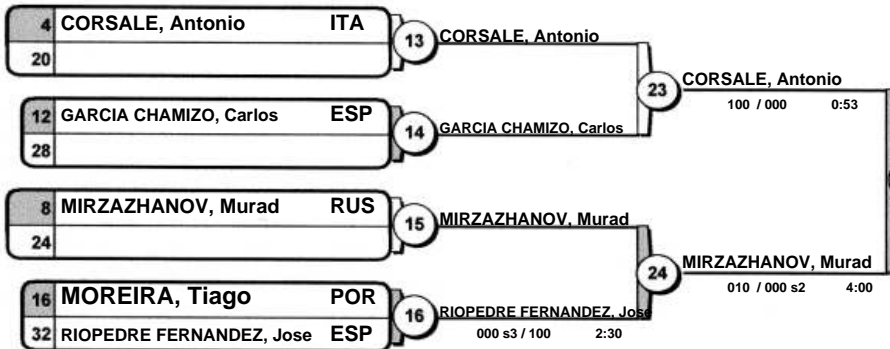 4 CORSALE, Antonio ITA
20
13
CORSALE, Antonio
12 GARCIA CHAMIZO, Carlos ESP
28
14
GARCIA CHAMIZO, Carlos
23
CORSALE, Antonio
100 / 000 0:53
8 MIRZAZHANOV, Murad RUS
24
15
MIRZAZHANOV, Murad
16 MOREIRA, Tiago POR
32 RIOPEDRE FERNANDEZ, Jose ESP
16
RIOPEDRE FERNANDEZ, Jose
000 s3 / 100 2:30
24
MIRZAZHANOV, Murad
010 / 000 s2 4:00